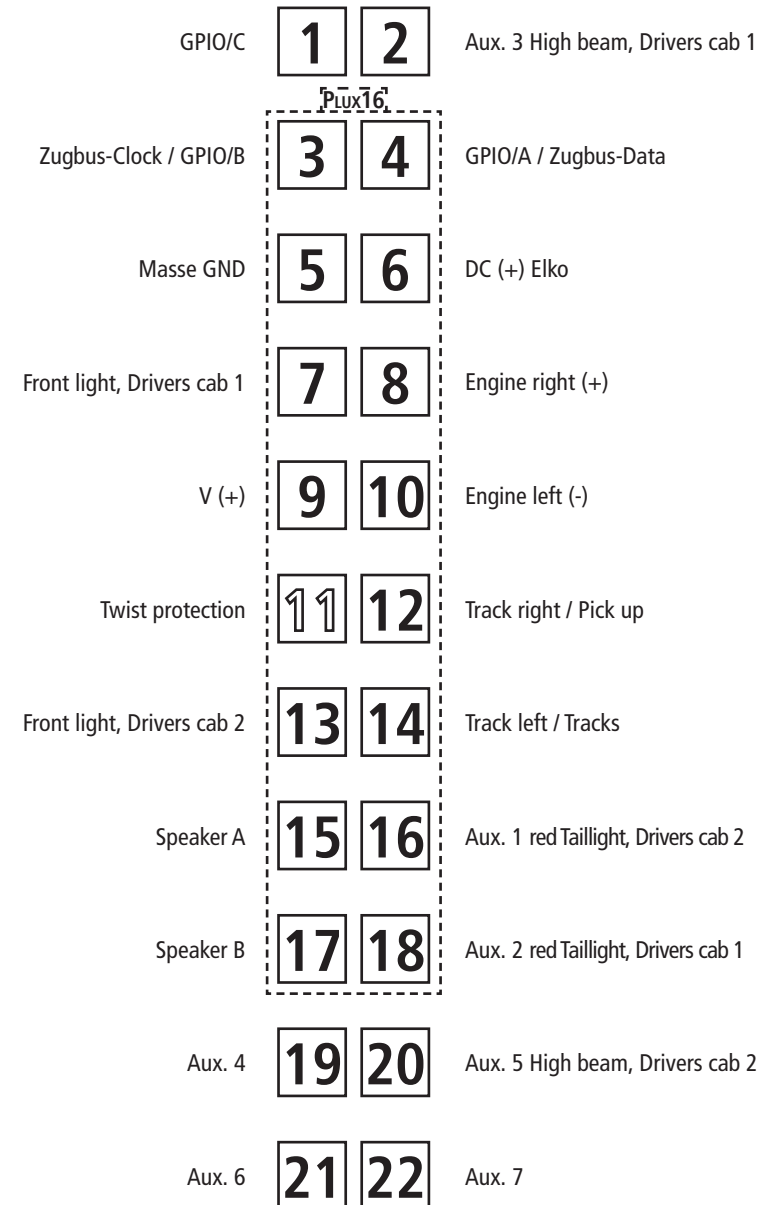 GPIO/C 1 2 Aux. 3 High beam, Drivers cab 1
PLUX16
Zugbus-Clock / GPIO/B 3 4 GPIO/A / Zugbus-Data
Masse GND 5 6 DC (+) Elko
Front light, Drivers cab 1 7 8 Engine right (+)
V (+) 9 10 Engine left (-)
Twist protection 11 12 Track right / Pick up
Front light, Drivers cab 2 13 14 Track left / Tracks
Speaker A 15 16 Aux. 1 red Taillight, Drivers cab 2
Speaker B 17 18 Aux. 2 red Taillight, Drivers cab 1
Aux. 4 19 20 Aux. 5 High beam, Drivers cab 2
Aux. 6 21 22 Aux. 7